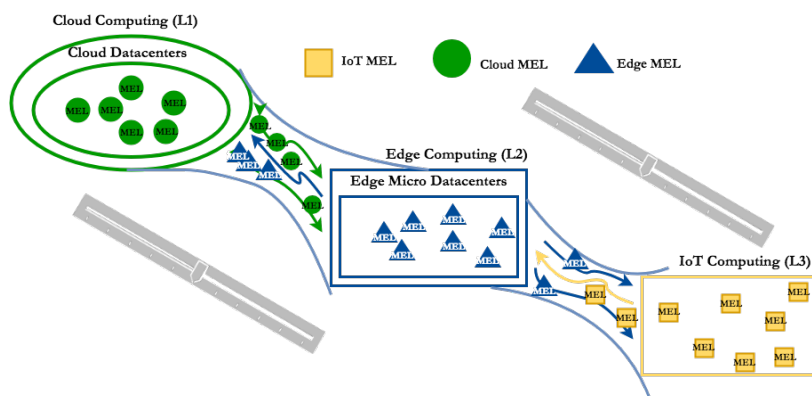 Cloud Computing (L1)
Cloud Datacenters
IoT MEL
Cloud MEL
Edge MEL
MEL
MEL
MEL
MEL
MEL
MEL
MEL
MEL
MEL
MEL
MEL
MEL
MEL
Edge Computing (L2)
Edge Micro Datacenters
MEL
MEL
MEL
MEL
MEL
MEL
MEL
MEL
MEL
MEL
MEL
IoT Computing (L3)
MEL
MEL
MEL
MEL
MEL
MEL
MEL